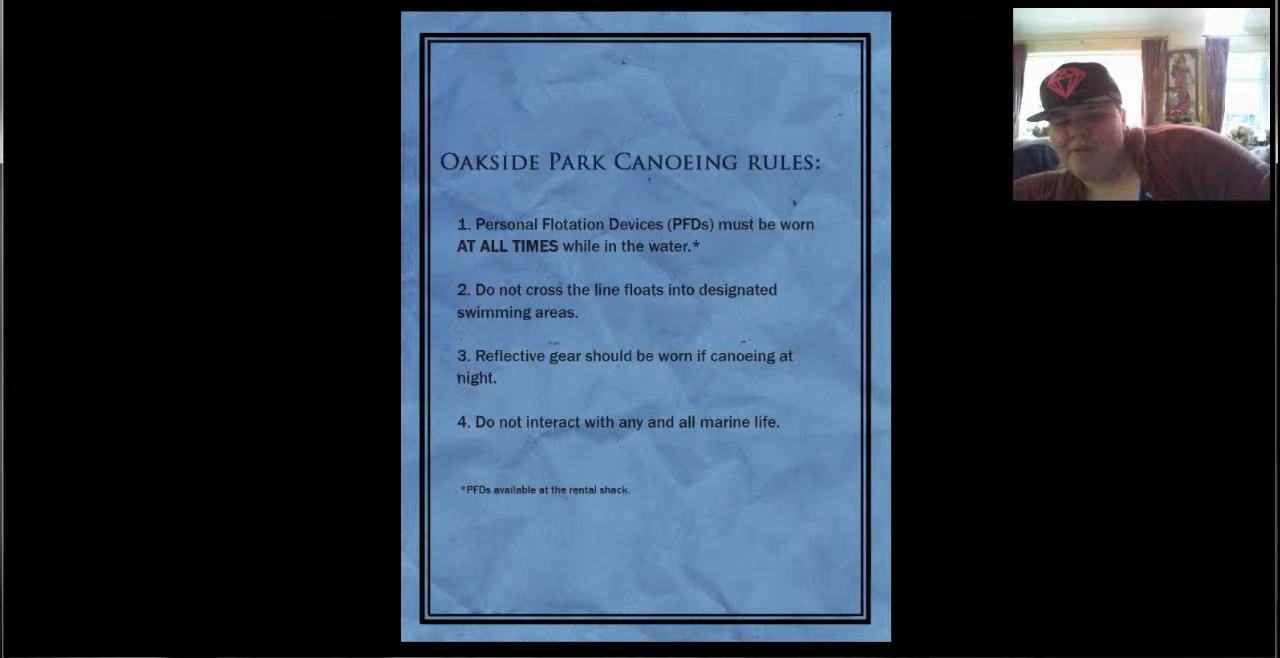 OAKSIDE PARK CANOEING RULES:
1. Personal Flotation Devices (PFDs) must be worn
AT ALL TIMES while in the water.*
2. Do not cross the line floats into designated
swimming areas.
3. Reflective gear should be worn if canoeing at
night.
4. Do not interact with any and all marine life.
*PFDs available at the rental shack.